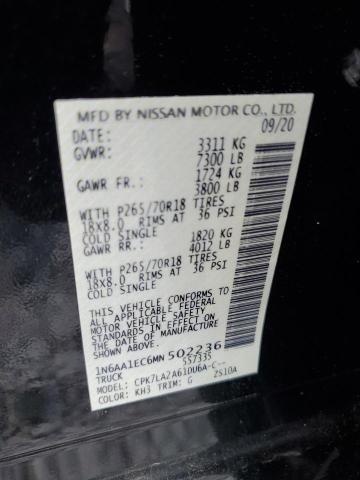 MFD BY NISSAN MOTOR CO., LTD.
DATE: 09/20
GVWR: 3311 KG
7300 LB
GAWR FR.: 1724 KG
3800 LB
WITH P265/70R18 TIRES
18x8.0 RIMS AT 36 PSI
COLD SINGLE
GAWR RR.: 1820 KG
4012 LB
WITH P265/70R18 TIRES
18x8.0 RIMS AT 36 PSI
COLD SINGLE
THIS VEHICLE CONFORMS TO
ALL APPLICABLE FEDERAL
MOTOR VEHICLE SAFETY
STANDARDS IN EFFECT ON
THE DATE OF MANUFACTURE
SHOWN ABOVE.
1N6AA1EC6MN 502236
TRUCK 557335
MODEL: CPK7LA2A610U6A-C--
COLOR: KH3 TRIM: G ZS10A